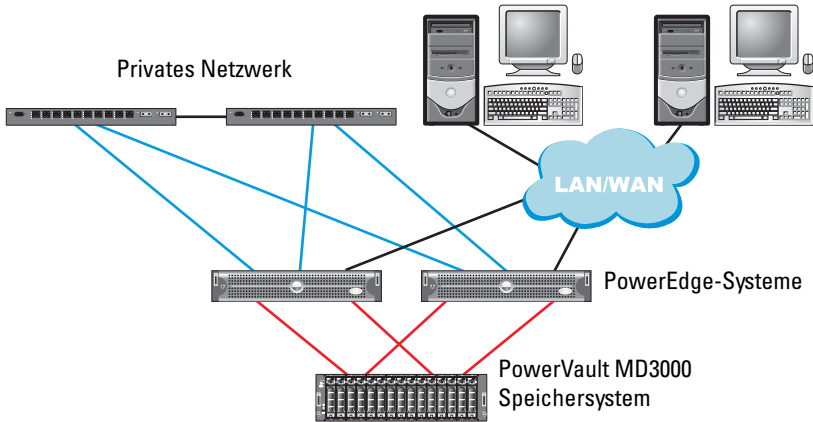 Privates Netzwerk
LAN/WAN
PowerEdge-Systeme
PowerVault MD3000
Speichersystem